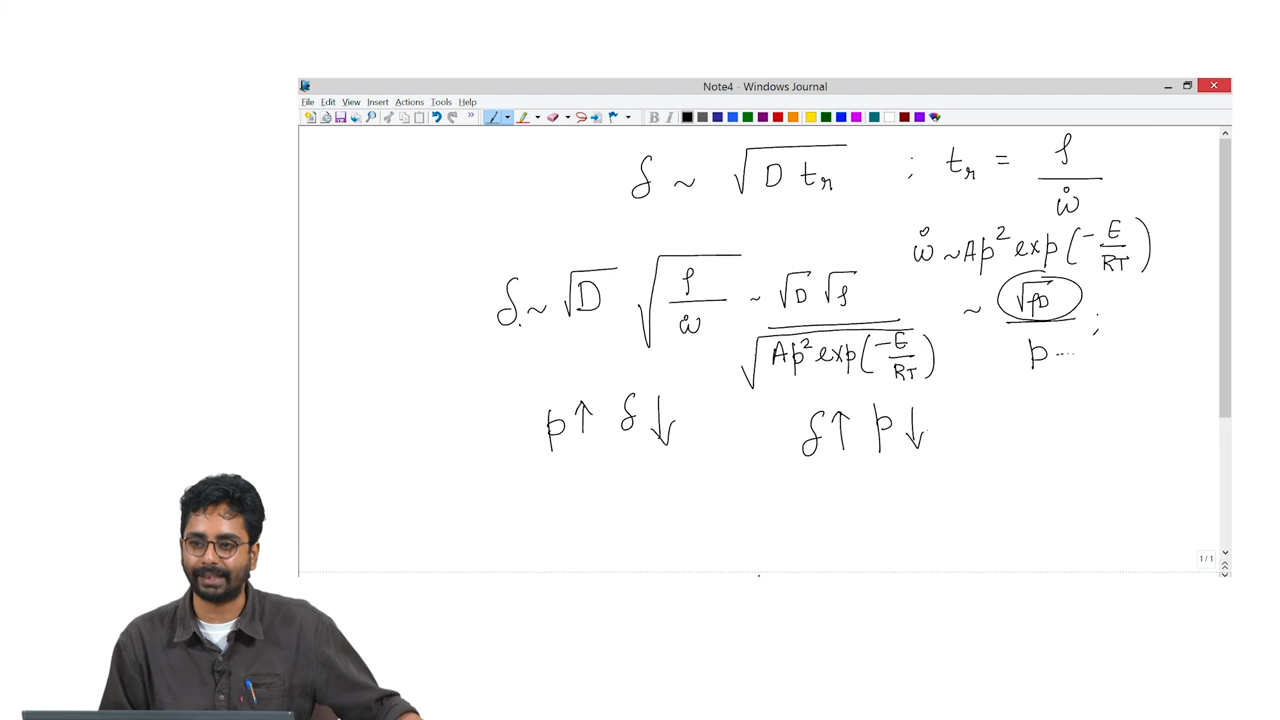 Note4 - Windows Journal
File Edit View Insert Actions Tools Help
δ ~ √(D t_r) ; t_r = ρ/ẇ
ẇ ~ Ap² exp(-E/RT)
δ. ~ √D √(ρ/ẇ) ~ √D √ρ / √(Ap² exp(-E/RT)) ~ √(ρD) / p.... ;
p↑ δ↓ δ↑ p↓
1 / 1